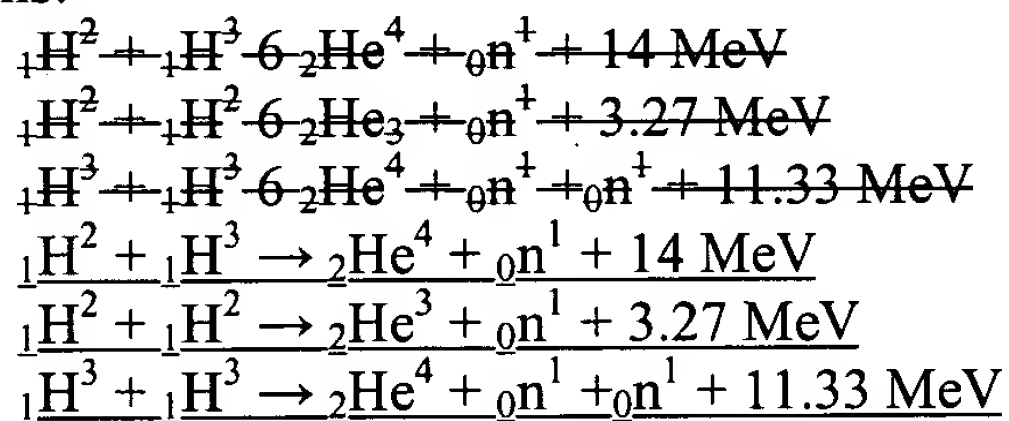 ₁H² + ₁H³ 6 ₂He⁴ + ₀n¹ + 14 MeV
₁H² + ₁H² 6 ₂He₃ + ₀n¹ + 3.27 MeV
₁H³ + ₁H³ 6 ₂He⁴ + ₀n¹ + ₀n¹ + 11.33 MeV
₁H² + ₁H³ → ₂He⁴ + ₀n¹ + 14 MeV
₁H² + ₁H² → ₂He³ + ₀n¹ + 3.27 MeV
₁H³ + ₁H³ → ₂He⁴ + ₀n¹ +₀n¹ + 11.33 MeV